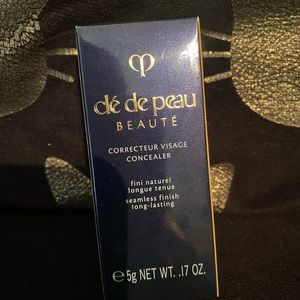 clé de peau
BEAUTÉ
CORRECTEUR VISAGE
CONCEALER
fini naturel
longue tenue
seamless finish
long-lasting
℮ 5g NET WT. .17 OZ.